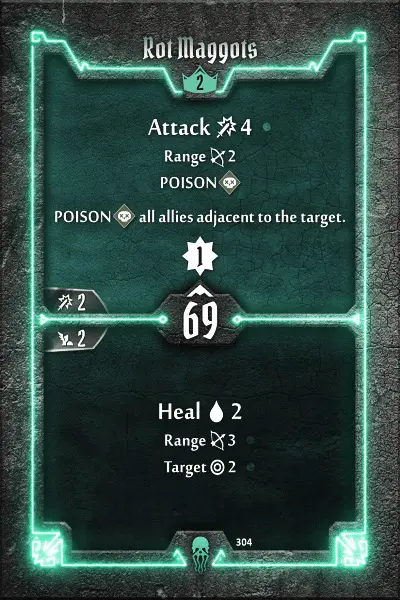 Rot Maggots
2
Attack 4
Range 2
POISON
POISON all allies adjacent to the target.
1
2
69
2
Heal 2
Range 3
Target 2
304